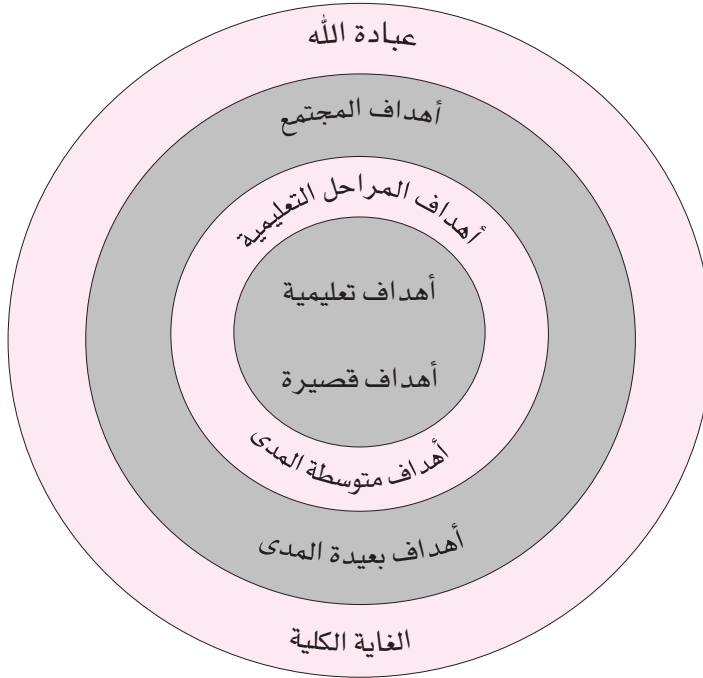 عبادة الله
أهداف المجتمع
أهداف المراحل التعليمية
أهداف تعليمية
أهداف قصيرة
أهداف متوسطة المدى
أهداف بعيدة المدى
الغاية الكلية